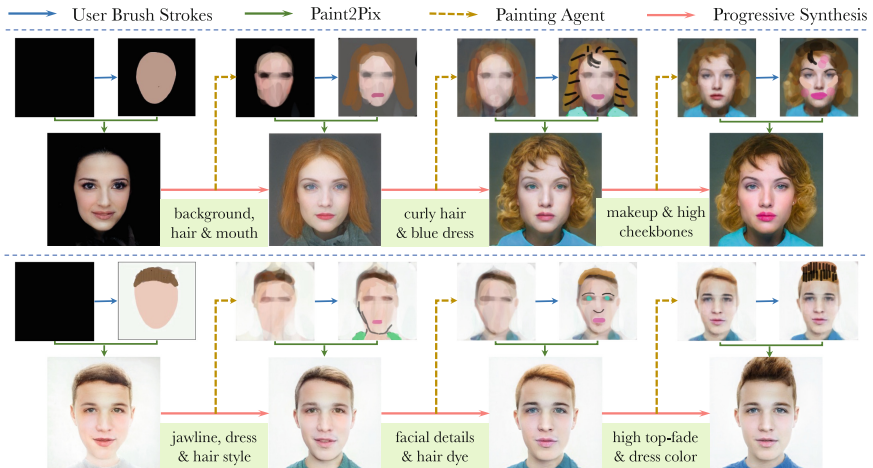 User Brush Strokes Paint2Pix Painting Agent Progressive Synthesis
background,
hair & mouth
curly hair
& blue dress
makeup & high
cheekbones
jawline, dress
& hair style
facial details
& hair dye
high top-fade
& dress color